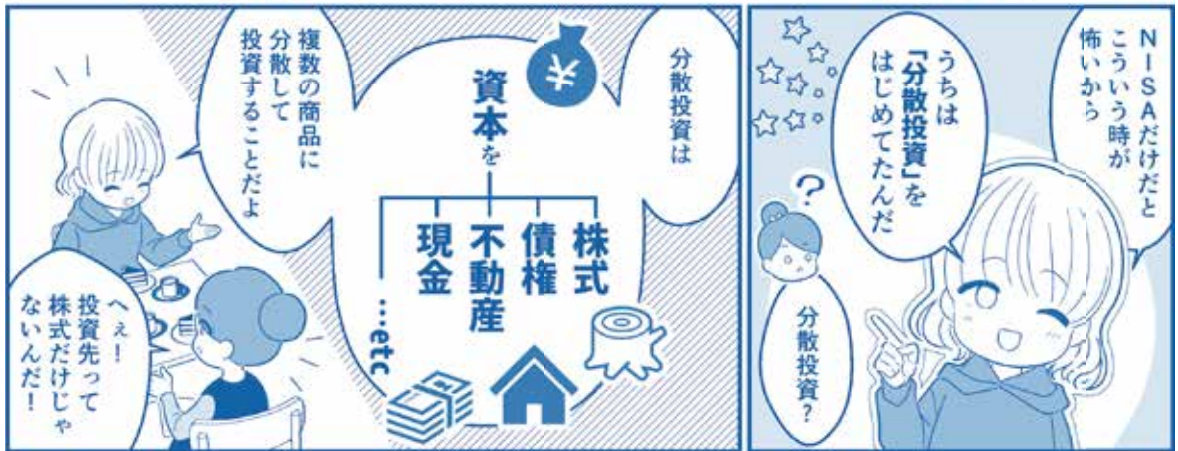 ＮＩＳＡだけだと
こういう時が
怖いから
うちは
「分散投資」を
はじめてたんだ
?
分散投資?
分散投資は
資本を
株式
債権
不動産
現金
…etc
複数の商品に
分散して
投資することだよ
へぇ!
投資先って
株式だけじゃ
ないんだ!